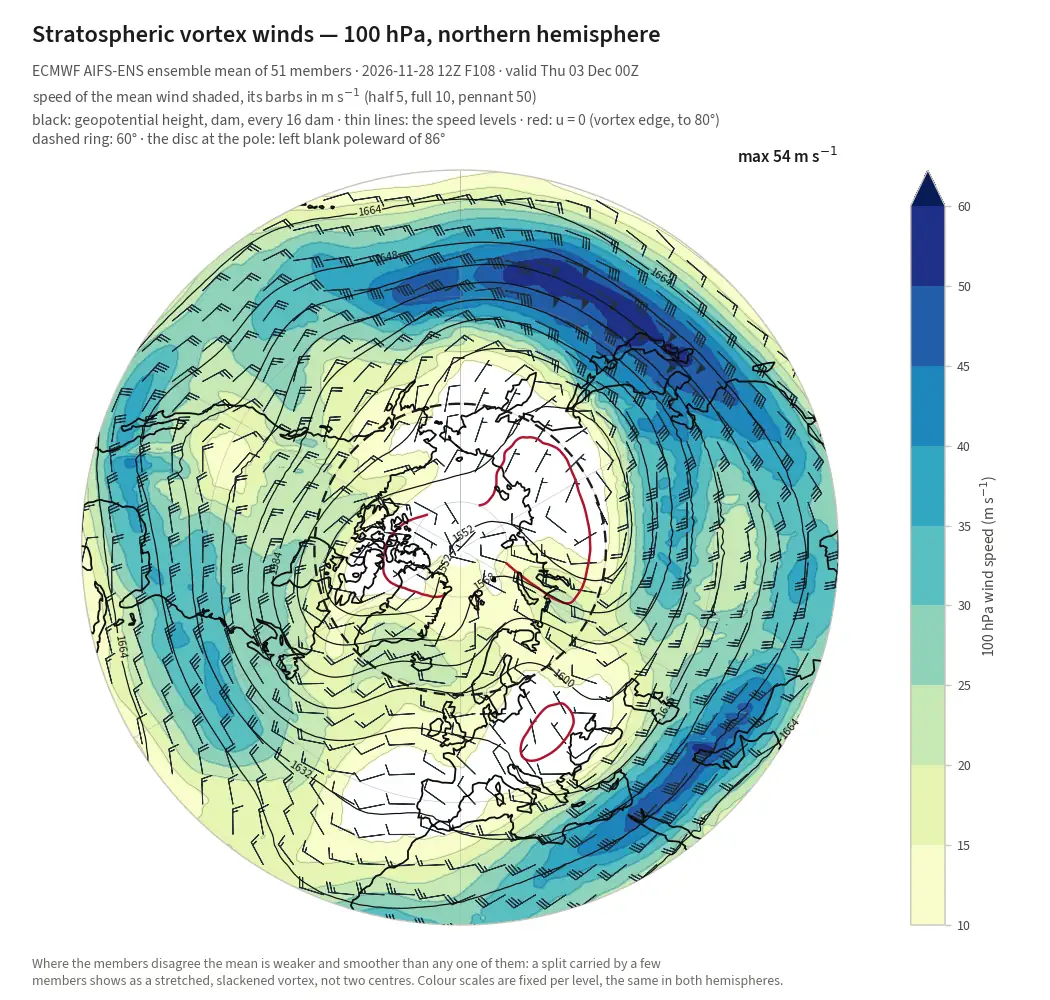 Stratospheric vortex winds — 100 hPa, northern hemisphere
ECMWF AIFS-ENS ensemble mean of 51 members · 2026-11-28 12Z F108 · valid Thu 03 Dec 00Z
speed of the mean wind shaded, its barbs in m s⁻¹ (half 5, full 10, pennant 50)
black: geopotential height, dam, every 16 dam · thin lines: the speed levels · red: u = 0 (vortex edge, to 80°)
dashed ring: 60° · the disc at the pole: left blank poleward of 86°
max 54 m s⁻¹
1664
1648
1664
1552
1568
1584
1600
1664
1632
1664
60
50
45
40
35
30
25
20
15
10
100 hPa wind speed (m s⁻¹)
Where the members disagree the mean is weaker and smoother than any one of them: a split carried by a few
members shows as a stretched, slackened vortex, not two centres. Colour scales are fixed per level, the same in both hemispheres.